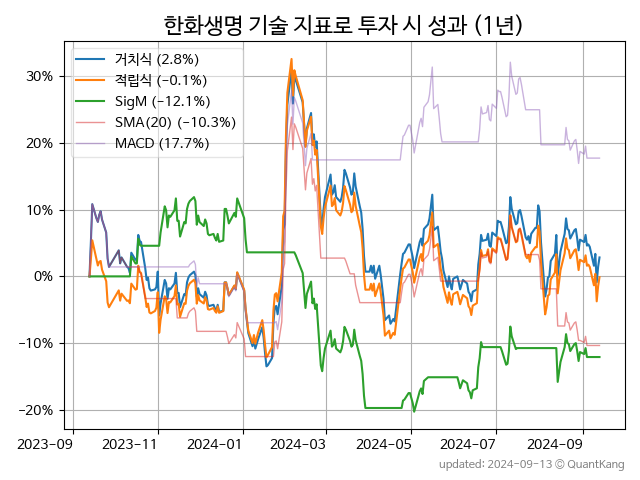 한화생명 기술 지표로 투자 시 성과 (1년)
거치식 (2.8%)
적립식 (−0.1%)
SigM (−12.1%)
SMA(20) (−10.3%)
MACD (17.7%)
30%
20%
10%
0%
−10%
−20%
2023−09 2023−11 2024−01 2024−03 2024−05 2024−07 2024−09
updated: 2024−09−13 © QuantKang